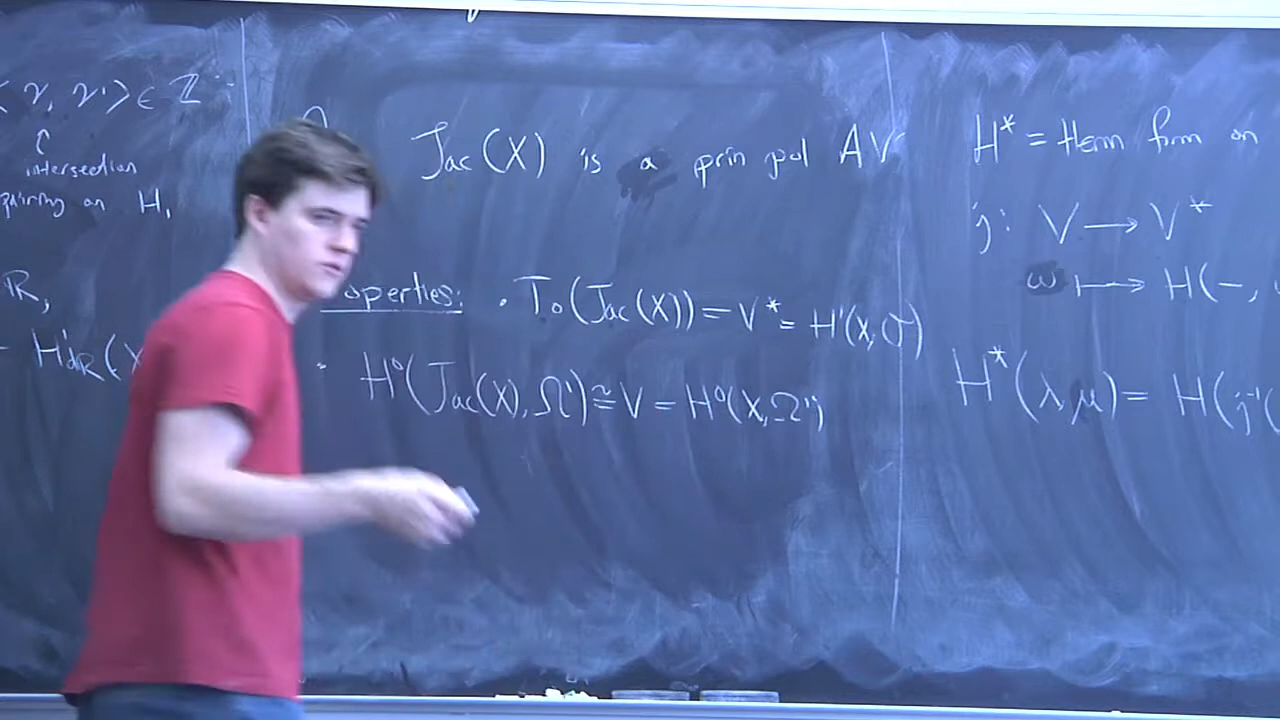 ⟨γ, γ'⟩ ∈ ℤ
intersection
pairing on H₁
ℝ,
H¹dR(X
Jac(X) is a prin pol AV
operties: · T₀(Jac(X)) = V* = H¹(X, O)
· H⁰(Jac(X), Ω¹) ≅ V = H⁰(X, Ω¹)
H* = Herm form on
j: V → V*
ω ↦ H(-,
H*(λ, μ) = H(j⁻¹(